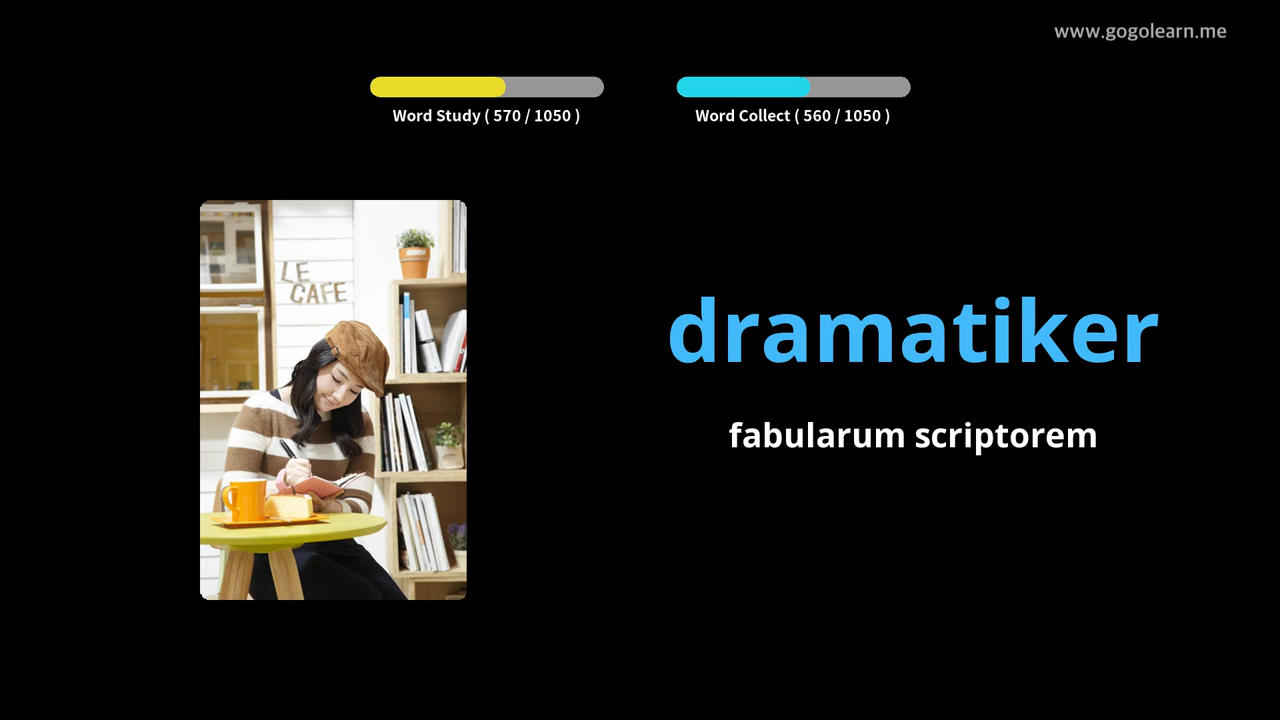 www.gogolearn.me
Word Study ( 570 / 1050 )
Word Collect ( 560 / 1050 )
LE
CAFE
dramatiker
fabularum scriptorem